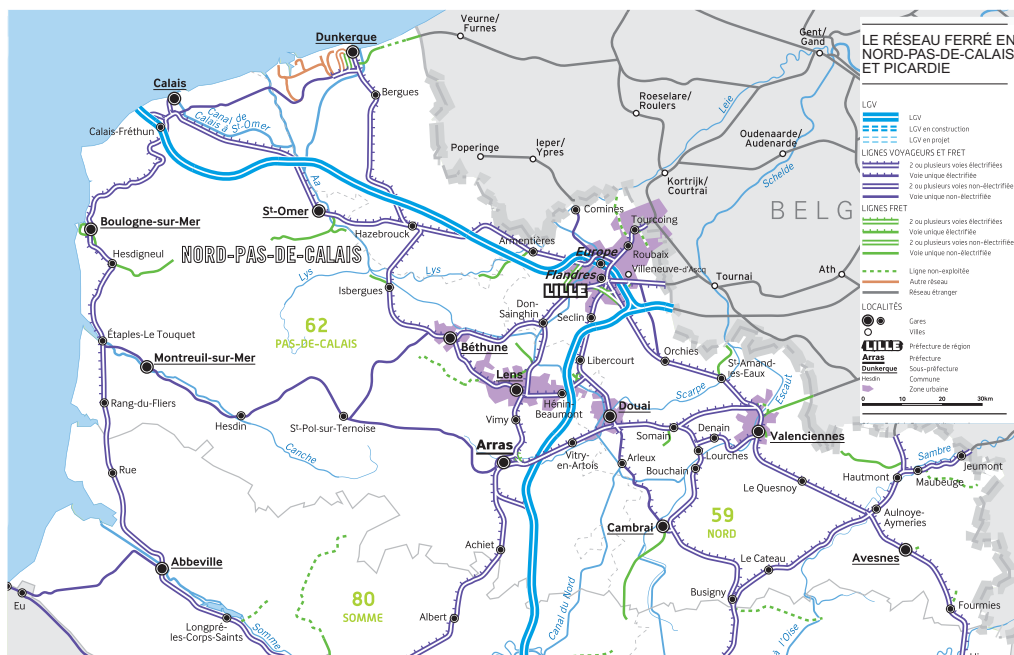 Veurne/
Furnes
Dunkerque
Gent/
Gand
LE RÉSEAU FERRÉ EN
NORD-PAS-DE-CALAIS
ET PICARDIE
Calais
Bergues
Canal de
Calais à St-Omer
Calais-Fréthun
Roeselare/
Roulers
Leie
Oudenaarde/
Audenarde
Poperinge
Ieper/
Ypres
Kortrijk/
Courtrai
Schelde
LGV
LGV
LGV en construction
LGV en projet
LIGNES VOYAGEURS ET FRET
2 ou plusieurs voies électrifiées
Voie unique électrifiée
2 ou plusieurs voies non-électrifiées
Voie unique non-électrifiée
LIGNES FRET
2 ou plusieurs voies électrifiées
Voie unique électrifiée
2 ou plusieurs voies non-électrifiées
Voie unique non-électrifiée
Ligne non-exploitée
Autre réseau
Réseau étranger
LOCALITÉS
Gares
Villes
LILLE Préfecture de région
Arras Préfecture
Dunkerque Sous-préfecture
Hesdin Commune
Zone urbaine
0 10 20 30km
Aa
St-Omer
Boulogne-sur-Mer
Hazebrouck
Comines
Tourcoing
BELG
Hesdigneul
NORD-PAS-DE-CALAIS
Armentières
Europe
Roubaix
Villeneuve-d'Ascq
Flandres
LILLE
Lys
Lys
Isbergues
Tournai
Ath
Don-
Sainghin
Seclin
62
PAS-DE-CALAIS
Étaples-Le Touquet
Béthune
Montreuil-sur-Mer
Libercourt
Orchies
St-Amand-
les-Eaux
Lens
Scarpe
Escaut
Rang-du-Fliers
Hénin-
Beaumont
Douai
Hesdin
St-Pol-sur-Ternoise
Vimy
Denain
Valenciennes
Somain
Canche
Arras
Lourches
Vitry-
en-Artois
Arleux
Bouchain
Sambre
Jeumont
Hautmont
Maubeuge
Rue
Le Quesnoy
59
NORD
Cambrai
Aulnoye-
Aymeries
Achiet
Avesnes
Le Cateau
Abbeville
Eu
80
SOMME
Canal du Nord
Busigny
Fourmies
Albert
Longpré-
les-Corps-Saints
Somme
à l'Oise